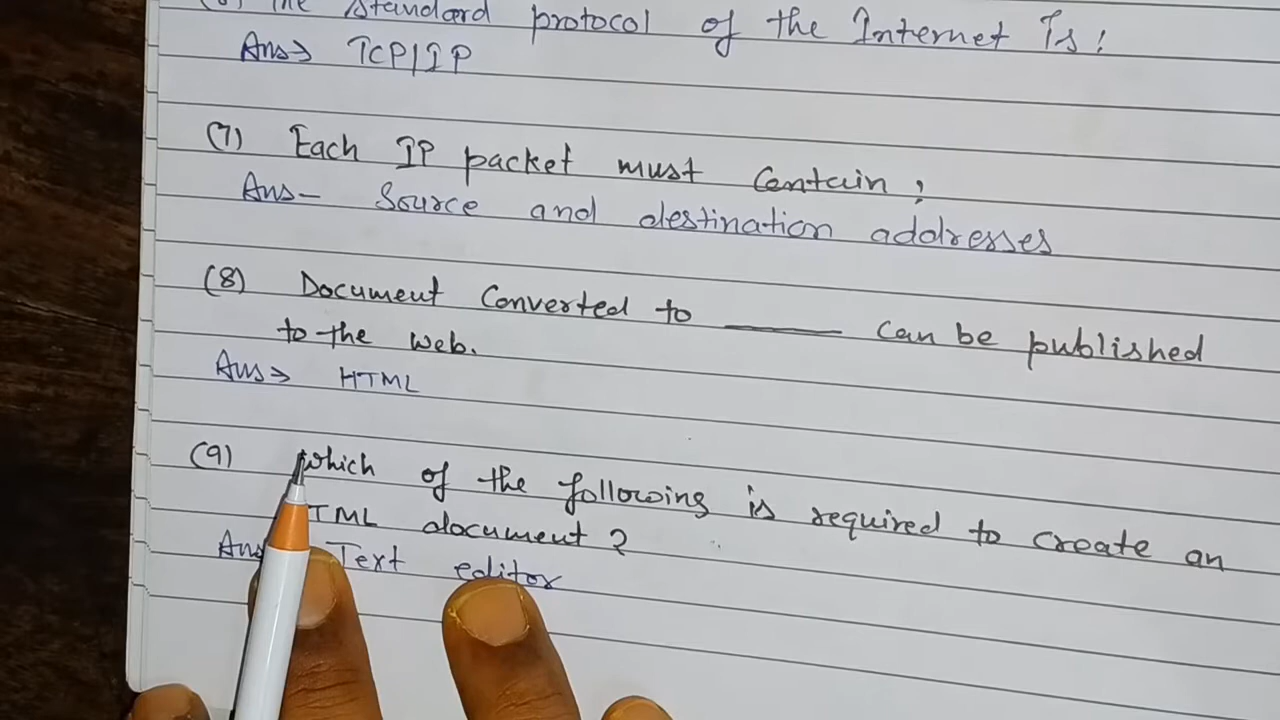 The standard protocol of the Internet Is:
Ans→ TCP/IP
(7) Each IP packet must Contain;
Ans- Source and destination addresses
(8) Document Converted to ______ can be published
to the web.
Ans→ HTML
(9) which of the following is required to create an
TML document?
Ans Text editor